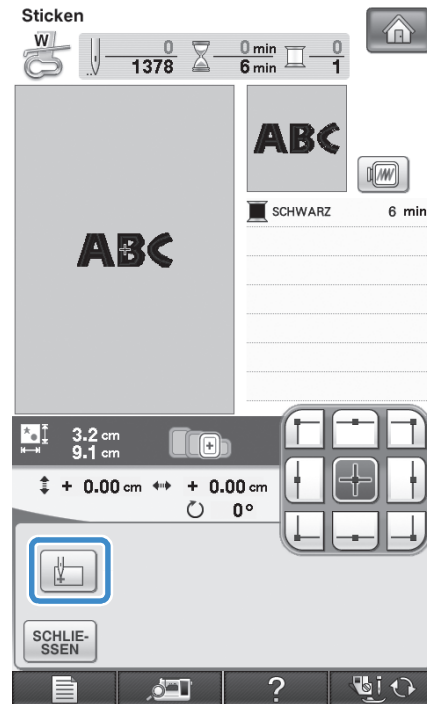 Sticken
W
0 0 min 0
1378 6 min 1
ABC
ABC
SCHWARZ 6 min
3.2 cm
9.1 cm
+ 0.00 cm + 0.00 cm
0°
SCHLIE-
SSEN
?